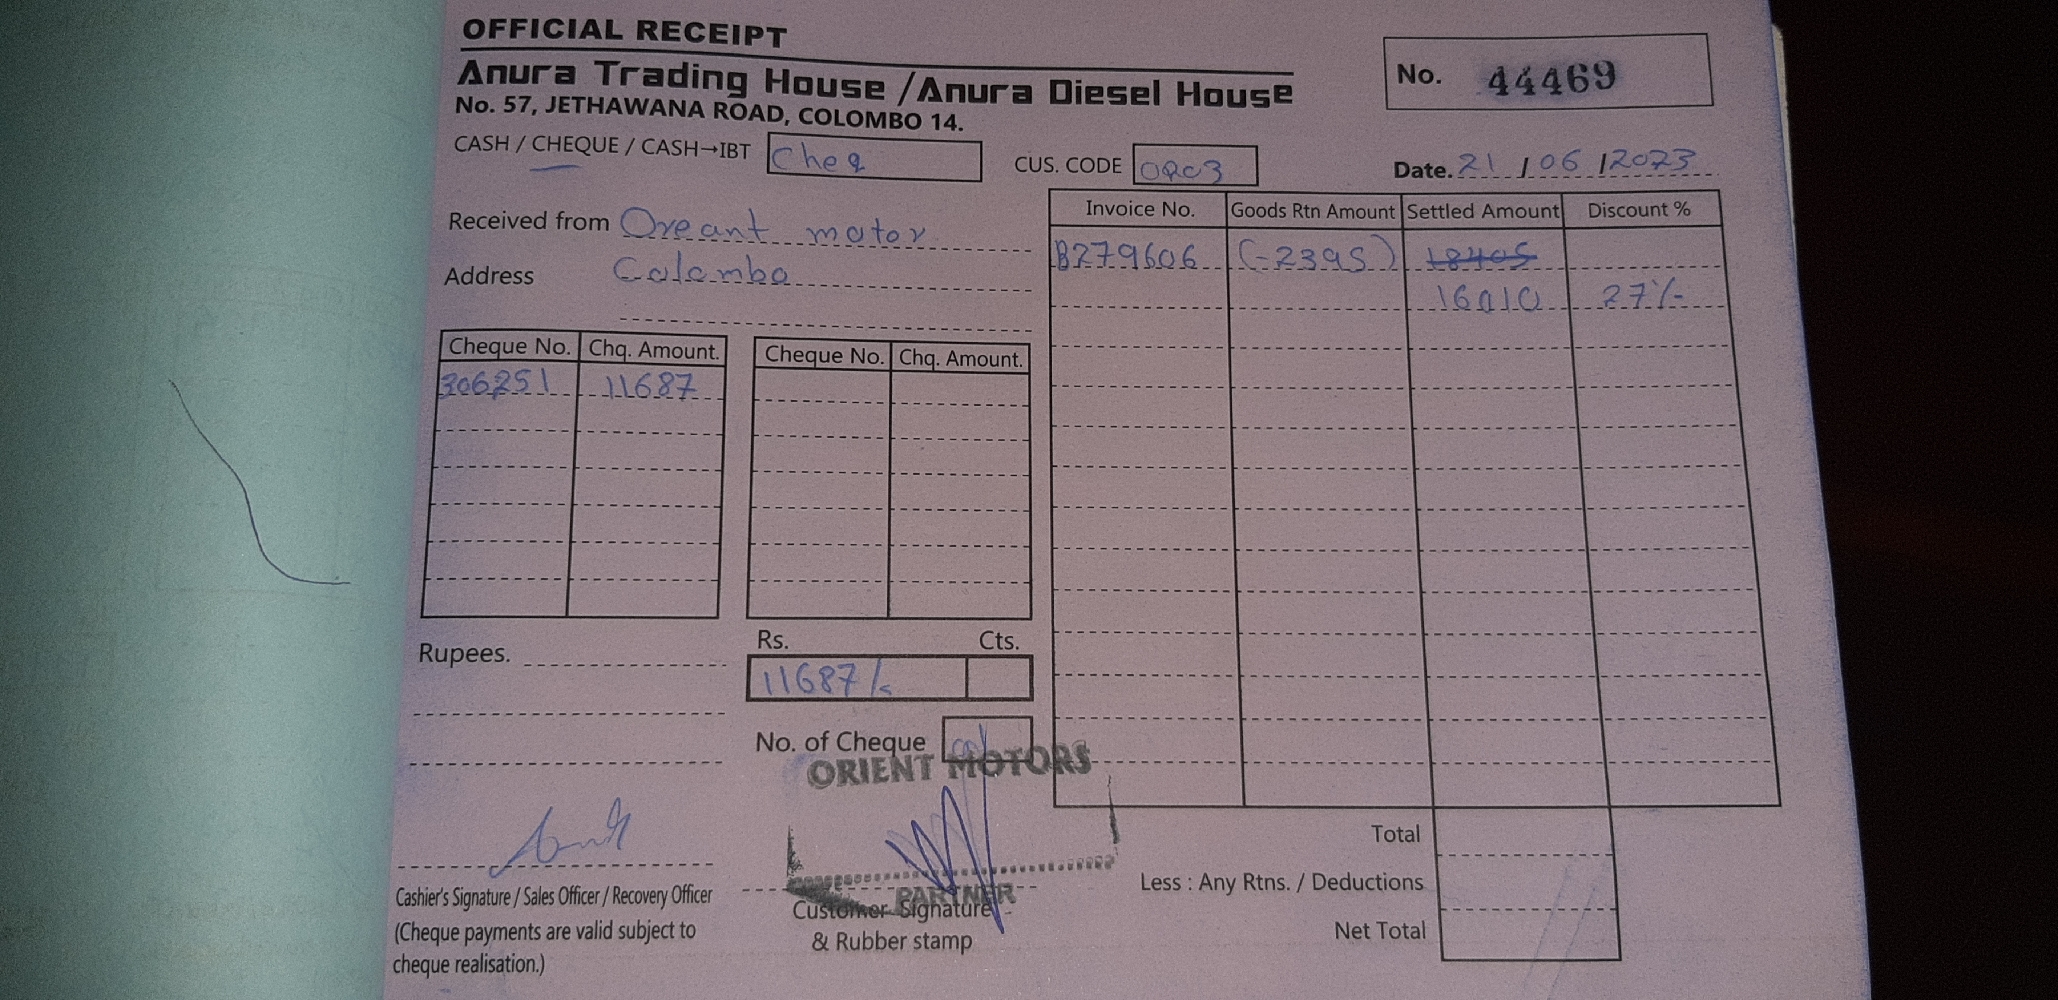 OFFICIAL RECEIPT
Anura Trading House / Anura Diesel House
No. 57, JETHAWANA ROAD, COLOMBO 14.
No. 44469
CASH / CHEQUE / CASH→IBT Cheq
CUS. CODE 0R03
Date. 21 / 06 / 2023
Received from Oreant motor
Address Colombo
Invoice No. Goods Rtn Amount Settled Amount Discount %
B279606 (-2395) 18405
16010 27%
Cheque No. Chq. Amount.
306251 11687
Cheque No. Chq. Amount.
Rupees.
Rs. Cts.
11687/-
No. of Cheque
ORIENT MOTORS
PARTNER
Cashier's Signature / Sales Officer / Recovery Officer
(Cheque payments are valid subject to
cheque realisation.)
Customer Signature
& Rubber stamp
Total
Less : Any Rtns. / Deductions
Net Total